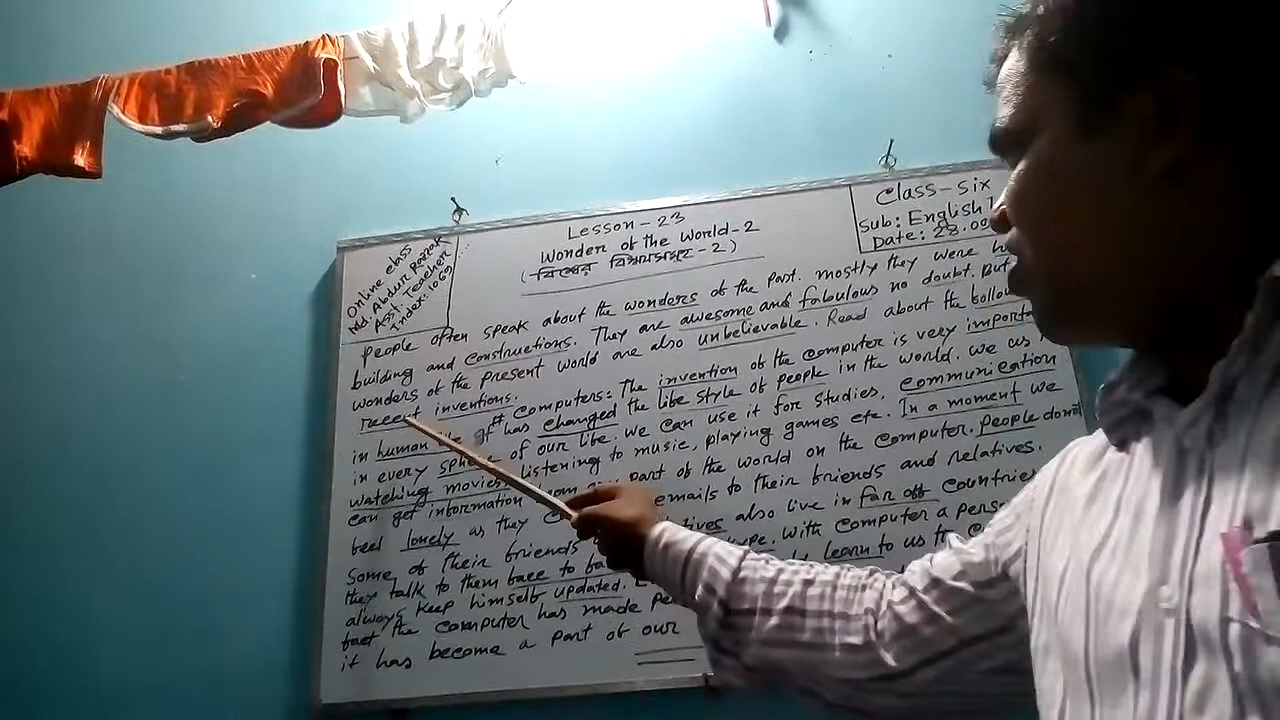 Online class
Md. Abdur Razzak
Asst. Teacher
Index: 1069
Lesson - 23
Wonder of the World-2
(বিশ্বের বিস্ময়সমূহ - 2)
Class - Six
Sub: English 1
Date: 28.09
People often speak about the wonders of the past. mostly they were
building and constructions. They are awesome and fabulous no doubt. But
wonders of the present world are also unbelievable. Read about the
recent inventions.
Computers: The invention of the computer is very
in human life has changed the life style of people in the world. We us
in every of our life. We can use it for studies, communication
watching movies, listening to music, playing games etc. In a moment we
can get information part of the world on the computer. People don't
feel lonely as they emails to their friends and relatives.
Some of their friends also live in far off countries
they talk to them face to With computer a
always keep himself updated. learn to us
fact the computer has made
it has become a part of our